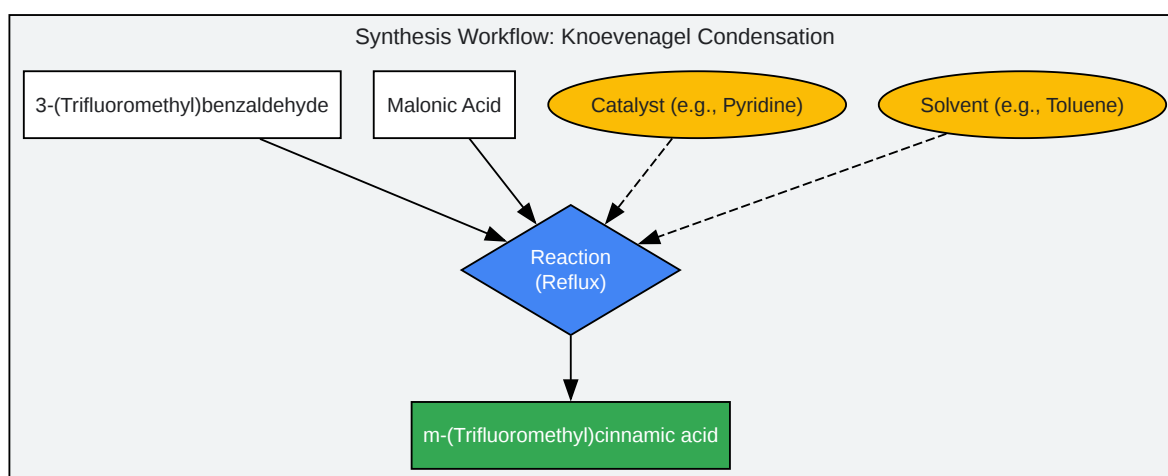 Synthesis Workflow: Knoevenagel Condensation
3-(Trifluoromethyl)benzaldehyde
Malonic Acid
Catalyst (e.g., Pyridine)
Solvent (e.g., Toluene)
Reaction
(Reflux)
m-(Trifluoromethyl)cinnamic acid